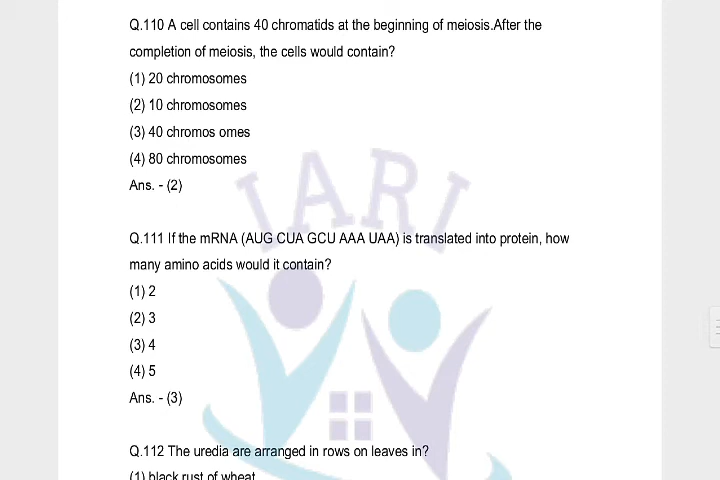 Q.110 A cell contains 40 chromatids at the beginning of meiosis.After the
completion of meiosis, the cells would contain?
(1) 20 chromosomes
(2) 10 chromosomes
(3) 40 chromos omes
(4) 80 chromosomes
Ans. - (2)
IARI
Q.111 If the mRNA (AUG CUA GCU AAA UAA) is translated into protein, how
many amino acids would it contain?
(1) 2
(2) 3
(3) 4
(4) 5
Ans. - (3)
Q.112 The uredia are arranged in rows on leaves in?
(1) black rust of wheat